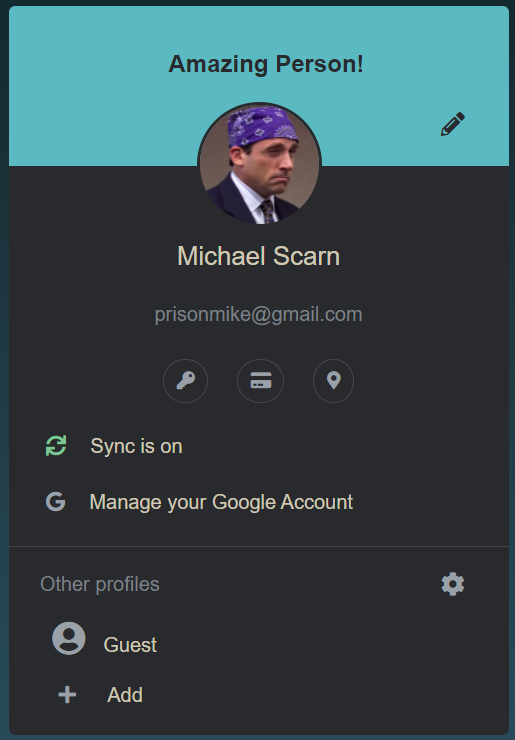 Amazing Person!
Michael Scarn
prisonmike@gmail.com
Sync is on
Manage your Google Account
Other profiles
Guest
Add